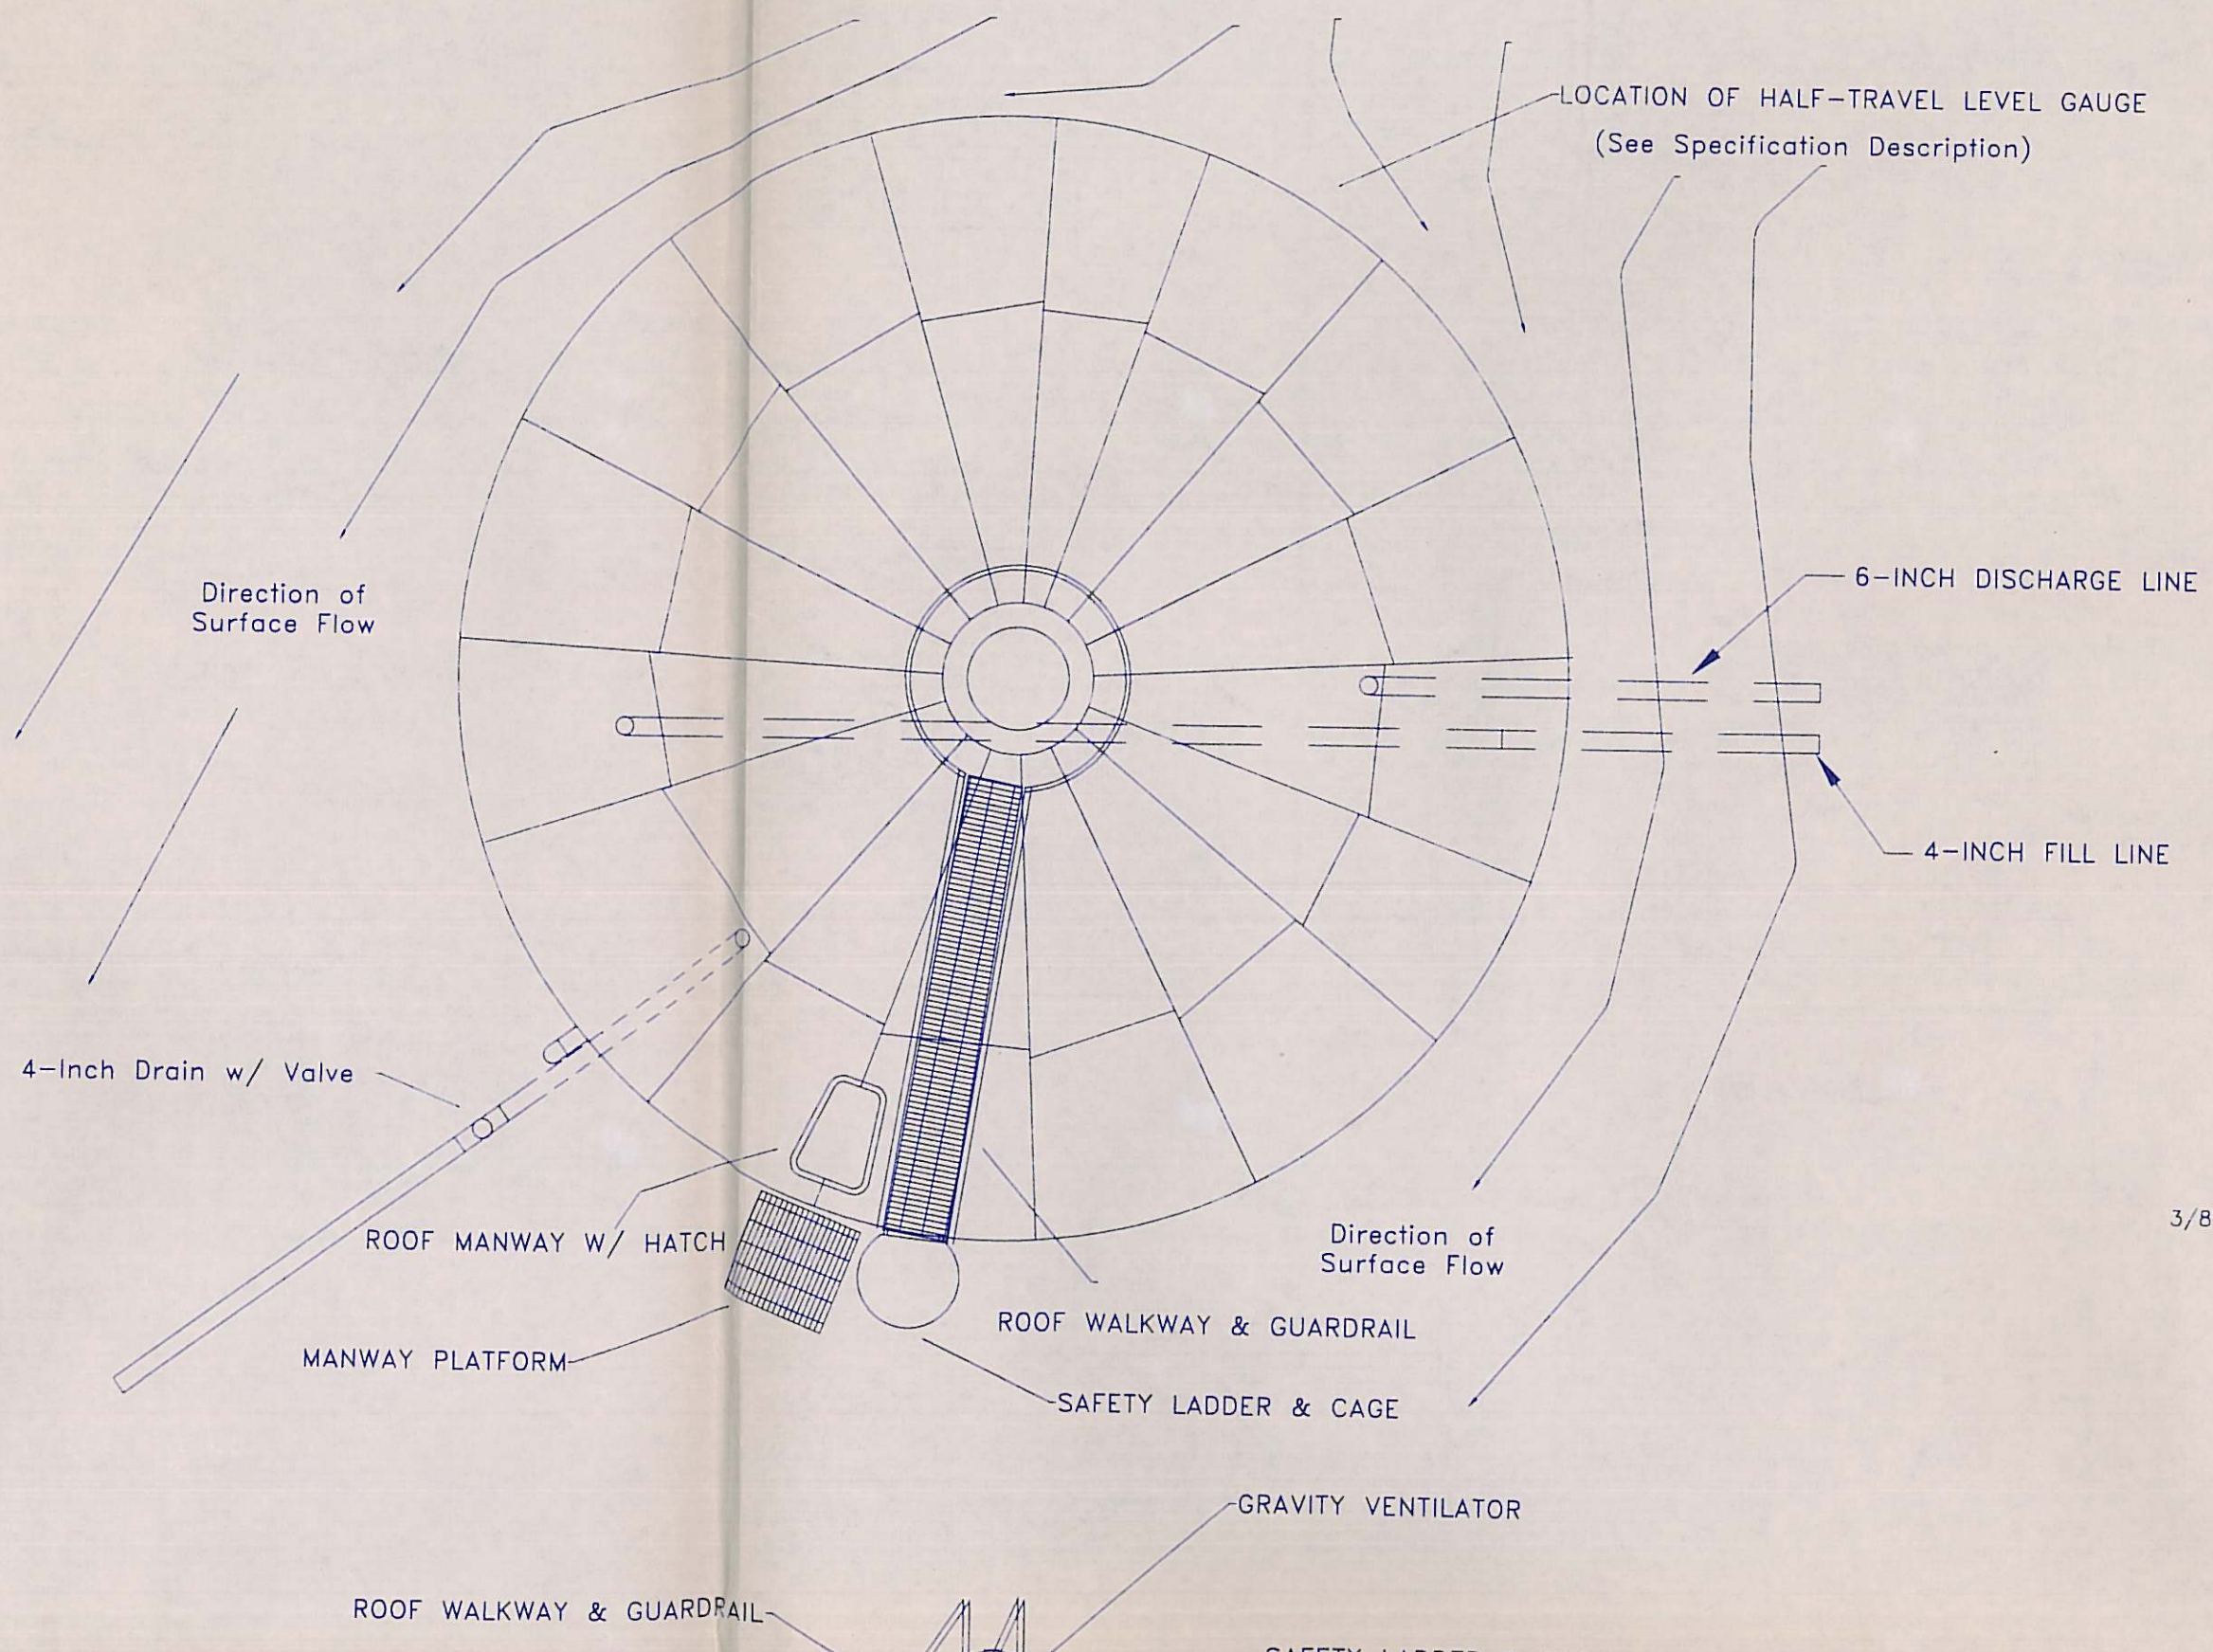 LOCATION OF HALF-TRAVEL LEVEL GAUGE
(See Specification Description)
6-INCH DISCHARGE LINE
Direction of
Surface Flow
4-INCH FILL LINE
4-Inch Drain w/ Valve
3/8
ROOF MANWAY W/ HATCH
Direction of
Surface Flow
ROOF WALKWAY & GUARDRAIL
MANWAY PLATFORM
SAFETY LADDER & CAGE
GRAVITY VENTILATOR
ROOF WALKWAY & GUARDRAIL
SAFETY LADDER